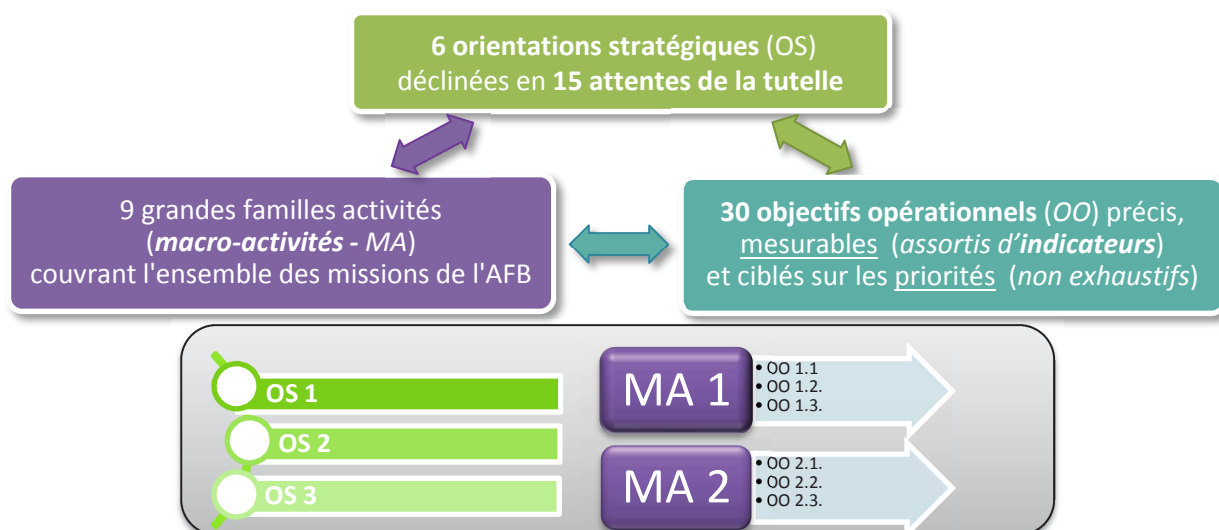 6 orientations stratégiques (OS)
déclinées en 15 attentes de la tutelle
9 grandes familles activités
(macro-activités - MA)
couvrant l'ensemble des missions de l'AFB
30 objectifs opérationnels (OO) précis,
mesurables (assortis d'indicateurs)
et ciblés sur les priorités (non exhaustifs)
OS 1
OS 2
OS 3
MA 1
• OO 1.1
• OO 1.2.
• OO 1.3.
MA 2
• OO 2.1.
• OO 2.2.
• OO 2.3.